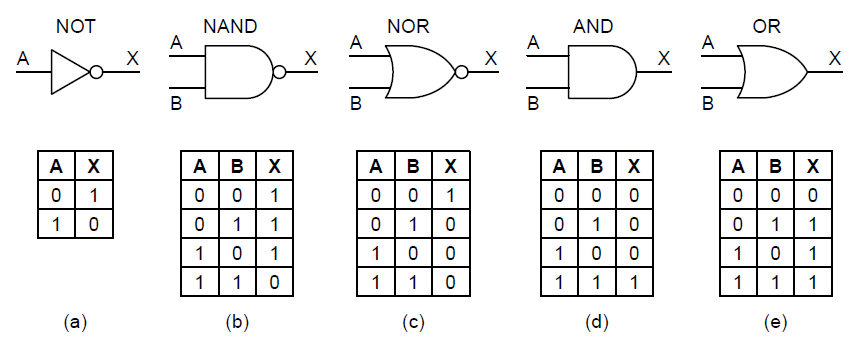 NOT NAND NOR AND OR
A X A B X A B X A B X A B X
A X
0 1
1 0
A B X
0 0 1
0 1 1
1 0 1
1 1 0
A B X
0 0 1
0 1 0
1 0 0
1 1 0
A B X
0 0 0
0 1 0
1 0 0
1 1 1
A B X
0 0 0
0 1 1
1 0 1
1 1 1
(a) (b) (c) (d) (e)